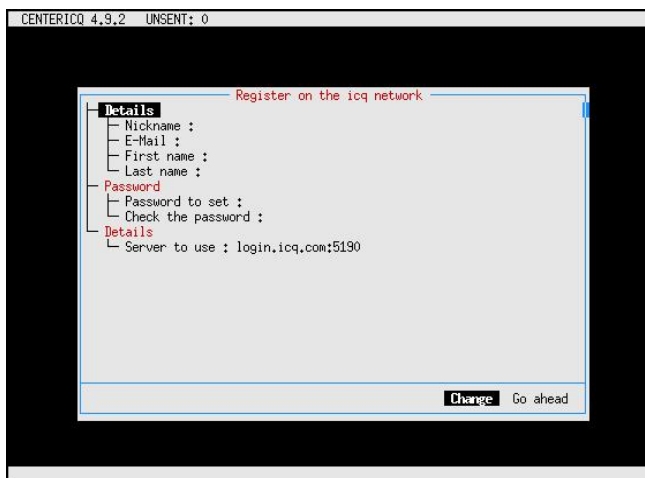 CENTERICQ 4.9.2 UNSENT: 0
Register on the icq network
Details
Nickname :
E-Mail :
First name :
Last name :
Password
Password to set :
Check the password :
Details
Server to use : login.icq.com:5190
Change Go ahead